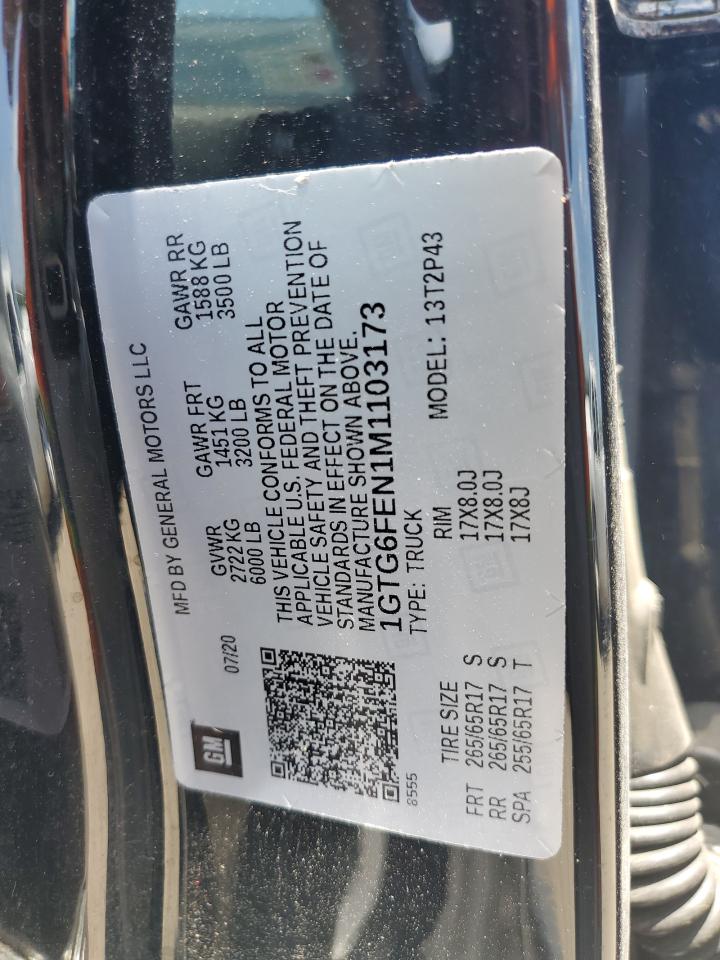 GM
07/20
MFD BY GENERAL MOTORS LLC
GVWR GAWR FRT GAWR RR
2722 KG 1451 KG 1588 KG
6000 LB 3200 LB 3500 LB
THIS VEHICLE CONFORMS TO ALL
APPLICABLE U.S. FEDERAL MOTOR
VEHICLE SAFETY AND THEFT PREVENTION
STANDARDS IN EFFECT ON THE DATE OF
MANUFACTURE SHOWN ABOVE.
1GTG6FEN1M1103173
TYPE: TRUCK MODEL: 13T2P43
8555
TIRE SIZE RIM
FRT 265/65R17 S 17X8.0J
RR 265/65R17 S 17X8.0J
SPA 255/65R17 T 17X8J